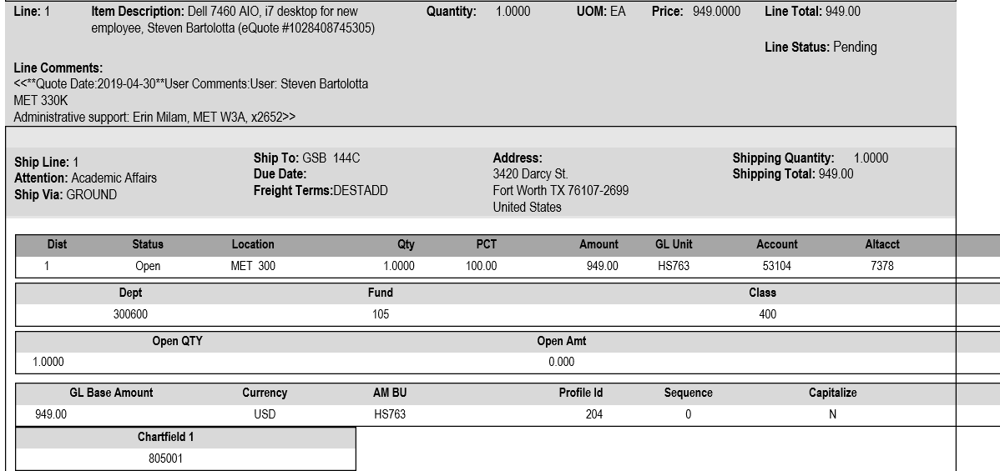 Line: 1 Item Description: Dell 7460 AIO, i7 desktop for new Quantity: 1.0000 UOM: EA Price: 949.0000 Line Total: 949.00
employee, Steven Bartolotta (eQuote #1028408745305)
Line Status: Pending
Line Comments:
<<**Quote Date:2019-04-30**User Comments:User: Steven Bartolotta
MET 330K
Administrative support: Erin Milam, MET W3A, x2652>>
Ship Line: 1 Ship To: GSB 144C Address: Shipping Quantity: 1.0000
Attention: Academic Affairs Due Date: 3420 Darcy St. Shipping Total: 949.00
Ship Via: GROUND Freight Terms:DESTADD Fort Worth TX 76107-2699
United States
Dist Status Location Qty PCT Amount GL Unit Account Altacct
1 Open MET 300 1.0000 100.00 949.00 HS763 53104 7378
Dept Fund Class
300600 105 400
Open QTY Open Amt
1.0000 0.000
GL Base Amount Currency AM BU Profile Id Sequence Capitalize
949.00 USD HS763 204 0 N
Chartfield 1
805001